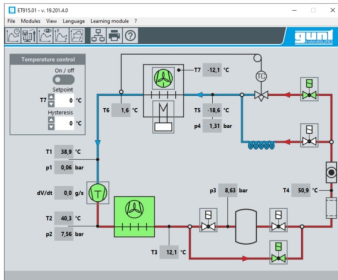 ET915.01 - v. 19.201-4.0
File Modules View Language Learning module ?
gunt
Temperature control
On / off
Setpoint
T7 0 °C
Hysteresis
0 °C
T7 -12,1 °C
TC
T6 1,6 °C
T5 -18,6 °C
p4 1,31 bar
T1 38,9 °C
p1 0,06 bar
dV/dt 0,0 g/s
T
T2 40,3 °C
p2 7,56 bar
p3 8,63 bar
T4 50,9 °C
T3 12,1 °C